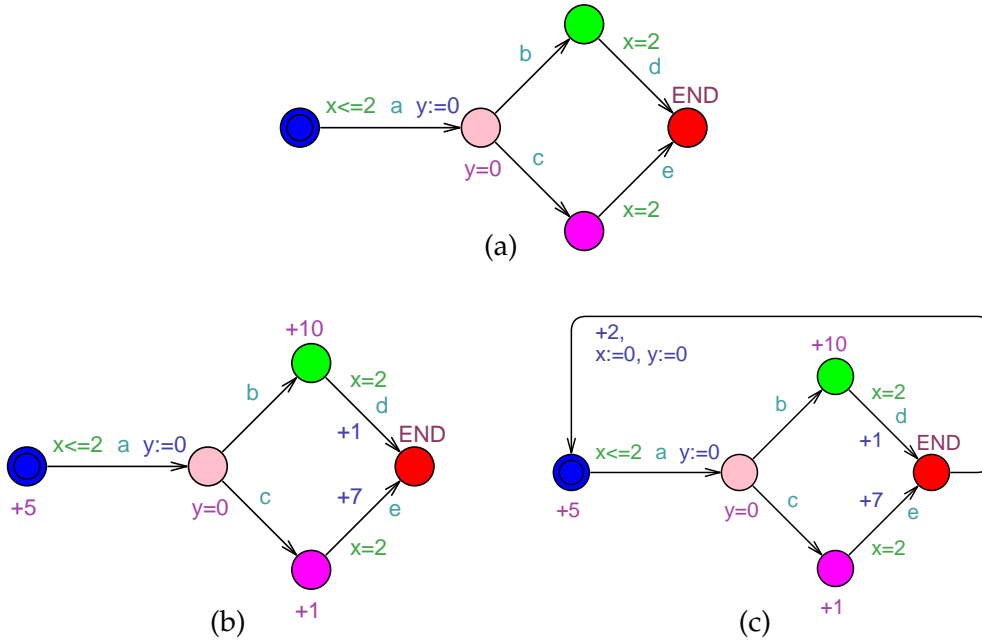 b
x=2
d
END
x<=2 a y:=0
y=0
c
e
x=2
(a)
+10
b
x=2
d
+1
END
x<=2 a y:=0
+5
y=0
c
+7
e
x=2
+1
(b)
+2,
x:=0, y:=0
+10
b
x=2
d
+1
END
x<=2 a y:=0
+5
y=0
c
+7
e
x=2
+1
(c)